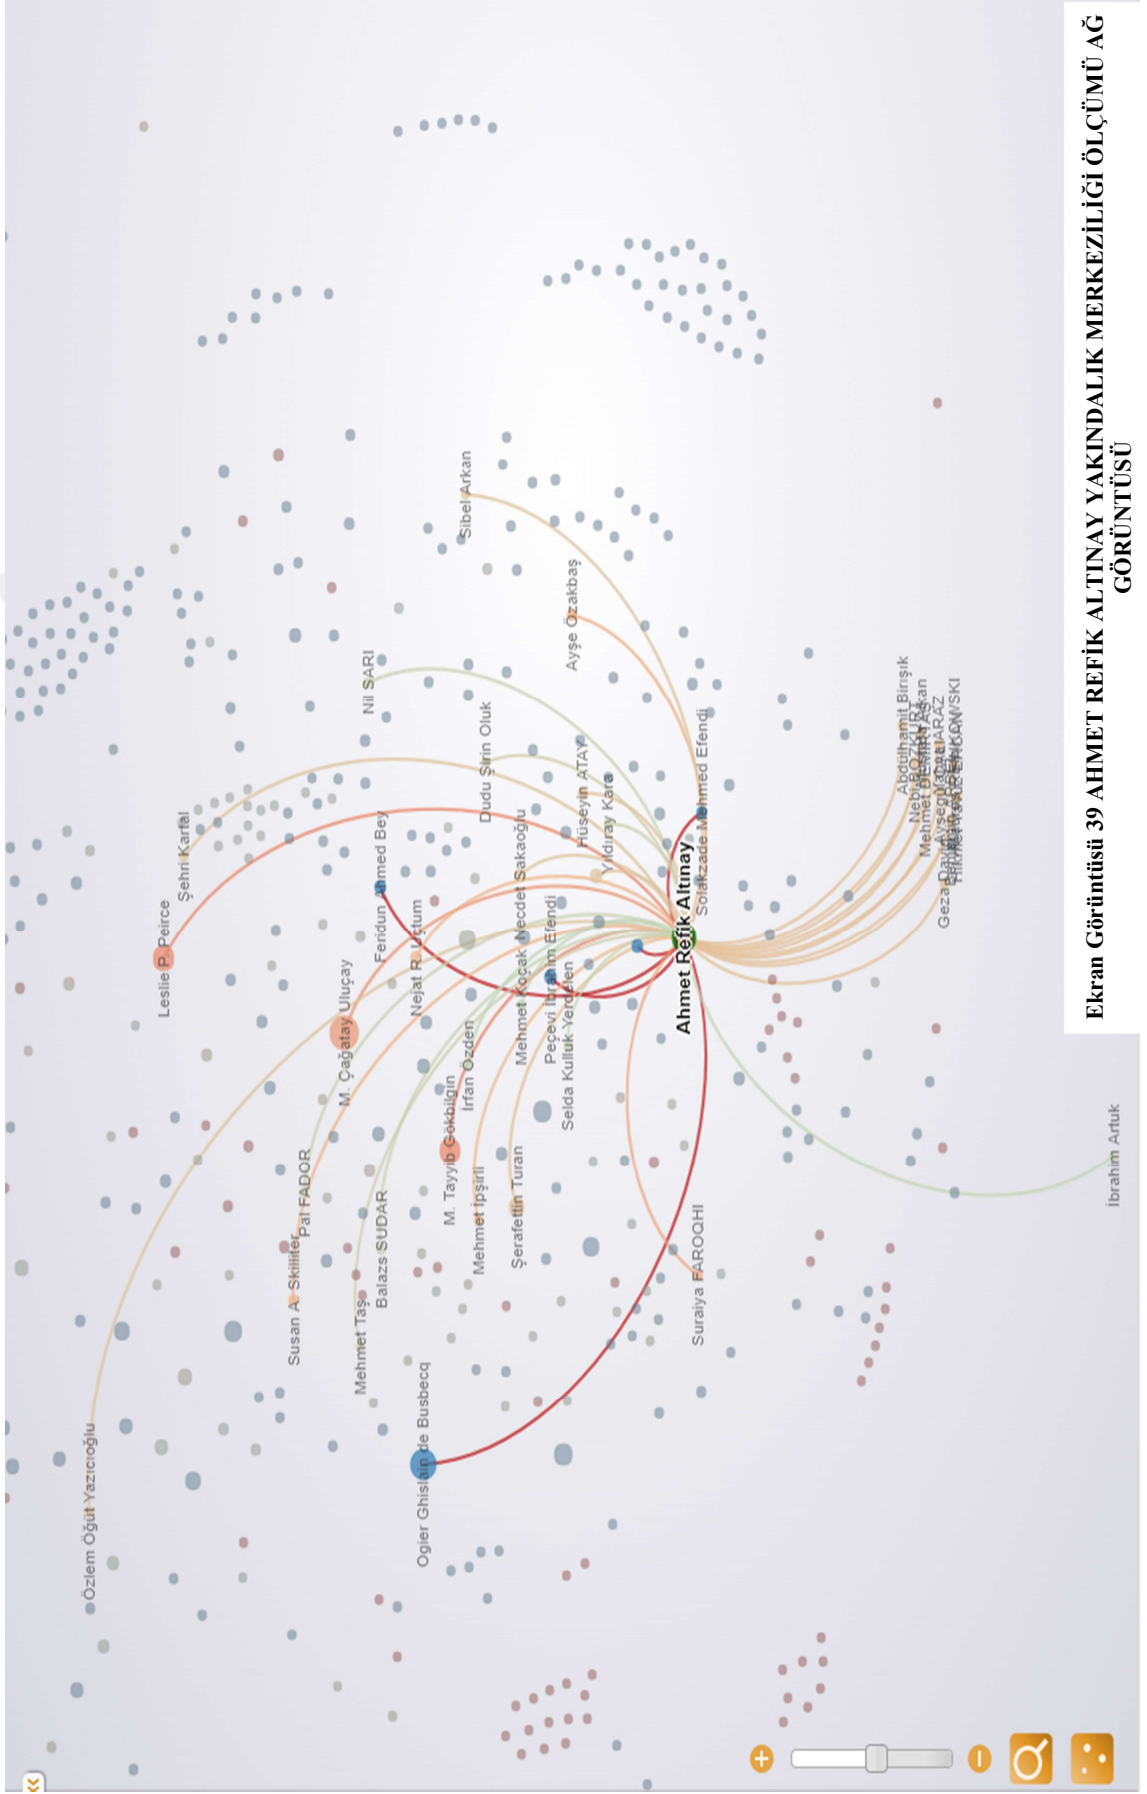 Sibel Arkan
Ayşe Özakbaş
Nil SARI
Dudu Şirin Oluk
Hüseyin ATAY
Yıldıray Kara
Solakzade Mehmed Efendi
Abdülhamit Birışık
Nebi BOZKURT
Şehri Kartal
Leslie P. Peirce
Feridun Ahmed Bey
Nejat R. Uçtum
Necdet Sakaoğlu
Mehmet Koçak
Peçevi İbrahim Efendi
Selda Kulluk Yerdelen
Ahmet Refik Altınay
M. Çağatay Uluçay
İrfan Özden
M. Tayyib Gökbilgin
Mehmet İpşirli
Şerafettin Turan
Pal FADOR
Susan A. Skilliter
Balazs SUDAR
Mehmet Taş
Suraiya FAROQHI
İbrahim Artuk
Ogier Ghislain de Busbecq
Özlem Öğüt Yazıcıoğlu
Ekran Görüntüsü 39 AHMET REFİK ALTINAY YAKINDALIK MERKEZİLİĞİ ÖLÇÜMÜ AĞ
GÖRÜNTÜSÜ